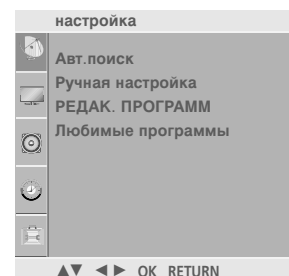 настройка
Авт.поиск
Ручная настройка
РЕДАК. ПРОГРАММ
Любимые программы
▲▼ ◄► OK RETURN